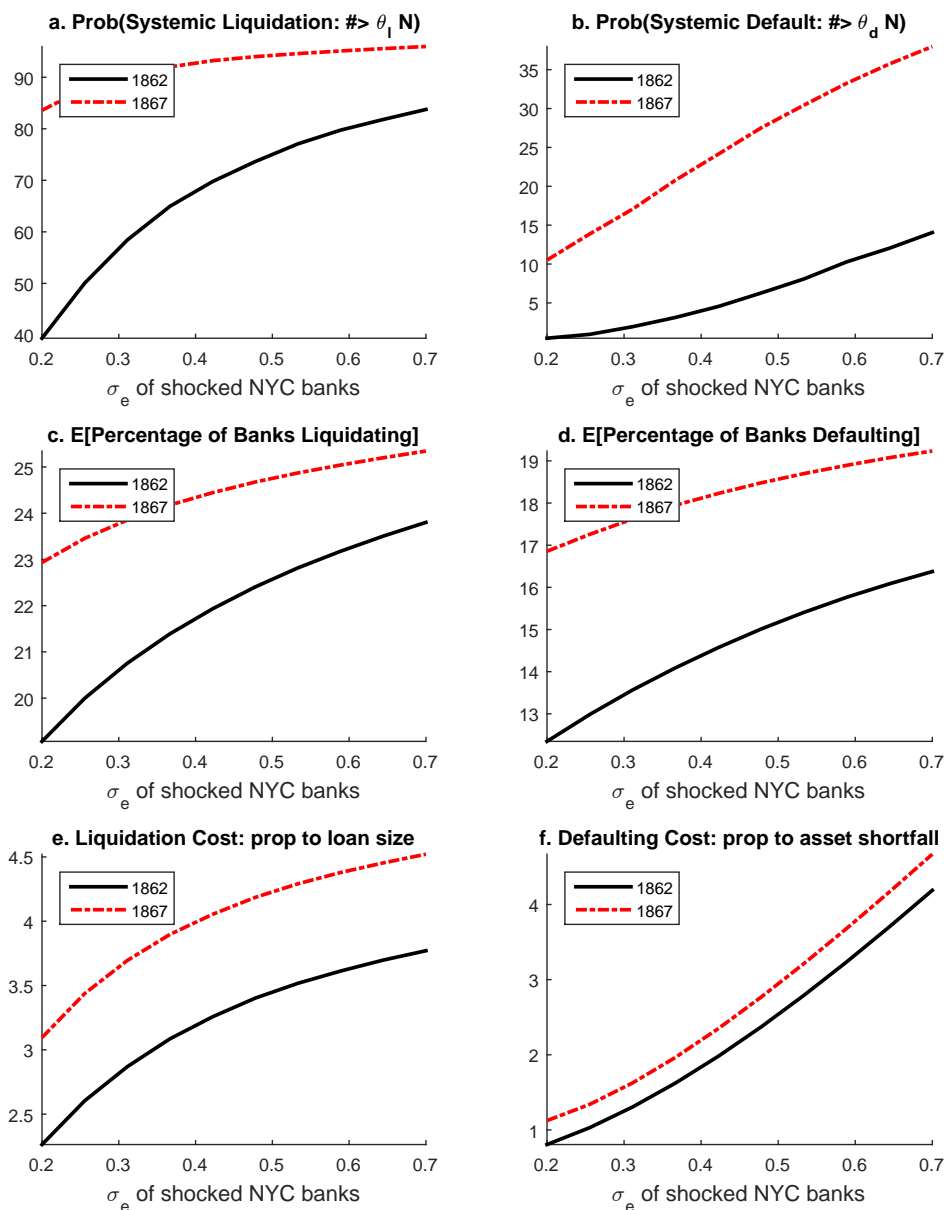 a. Prob(Systemic Liquidation: #> θ_l N)
90
80
70
60
50
40
1862
1867
0.2 0.3 0.4 0.5 0.6 0.7
σ_e of shocked NYC banks
b. Prob(Systemic Default: #> θ_d N)
35
30
25
20
15
10
5
1862
1867
0.2 0.3 0.4 0.5 0.6 0.7
σ_e of shocked NYC banks
c. E[Percentage of Banks Liquidating]
25
24
23
22
21
20
1862
1867
0.2 0.3 0.4 0.5 0.6 0.7
σ_e of shocked NYC banks
d. E[Percentage of Banks Defaulting]
19
18
17
16
15
14
13
1862
1867
0.2 0.3 0.4 0.5 0.6 0.7
σ_e of shocked NYC banks
e. Liquidation Cost: prop to loan size
4.5
4
3.5
3
2.5
1862
1867
0.2 0.3 0.4 0.5 0.6 0.7
σ_e of shocked NYC banks
f. Defaulting Cost: prop to asset shortfall
4
3
2
1
1862
1867
0.2 0.3 0.4 0.5 0.6 0.7
σ_e of shocked NYC banks